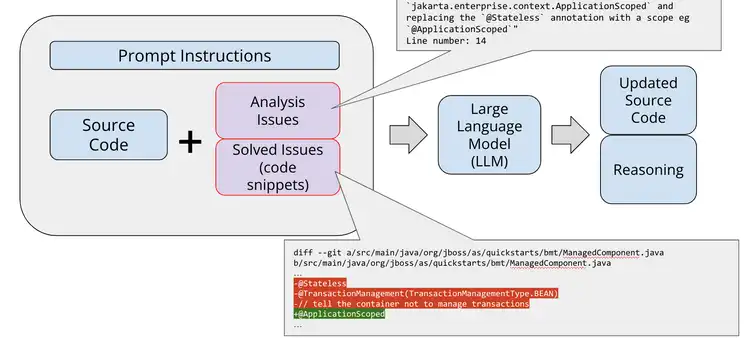 `jakarta.enterprise.context.ApplicationScoped` and
replacing the `@Stateless` annotation with a scope eg
`@ApplicationScoped`"
Line number: 14
Prompt Instructions
Source
Code
+
Analysis
Issues
Solved Issues
(code
snippets)
Large
Language
Model
(LLM)
Updated
Source
Code
Reasoning
diff --git a/src/main/java/org/jboss/as/quickstarts/bmt/ManagedComponent.java
b/src/main/java/org/jboss/as/quickstarts/bmt/ManagedComponent.java
…
-@Stateless
-@TransactionManagement(TransactionManagementType.BEAN)
-// tell the container not to manage transactions
+@ApplicationScoped
…